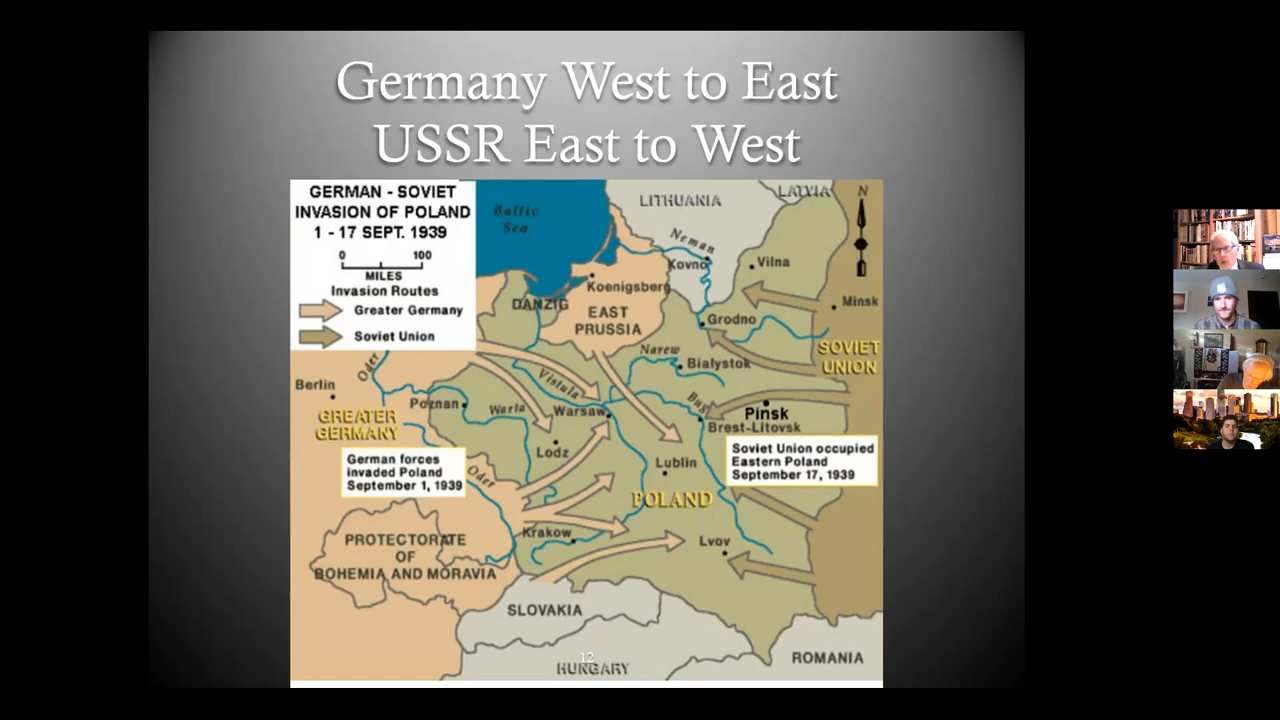 Germany West to East
USSR East to West
GERMAN - SOVIET
INVASION OF POLAND
1 - 17 SEPT. 1939
0 100
MILES
Invasion Routes
Greater Germany
Soviet Union
Baltic
Sea
LITHUANIA
LATVIA
N
Neman
Kovno
Vilna
Koenigsberg
DANZIG
EAST
PRUSSIA
Minsk
Grodno
SOVIET
UNION
Narew
Bialystok
Oder
Berlin
GREATER
GERMANY
Poznan
Warta
Vistula
Warsaw
Bug
Pinsk
Brest-Litovsk
Lodz
German forces
invaded Poland
September 1, 1939
Oder
Lublin
Soviet Union occupied
Eastern Poland
September 17, 1939
POLAND
PROTECTORATE
OF
BOHEMIA AND MORAVIA
Krakow
Lvov
SLOVAKIA
12
HUNGARY
ROMANIA